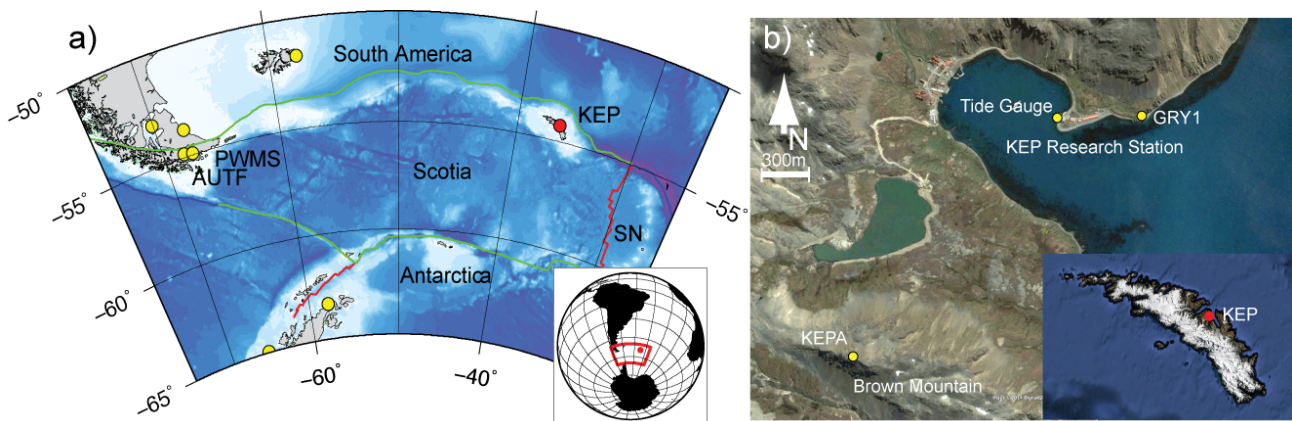 a)
South America
−50°
KEP
PWMS
AUTF
Scotia
−55°
−55°
SN
−60°
Antarctica
−65°
−60°
−40°
b)
N
300m
Tide Gauge
GRY1
KEP Research Station
KEPA
Brown Mountain
KEP